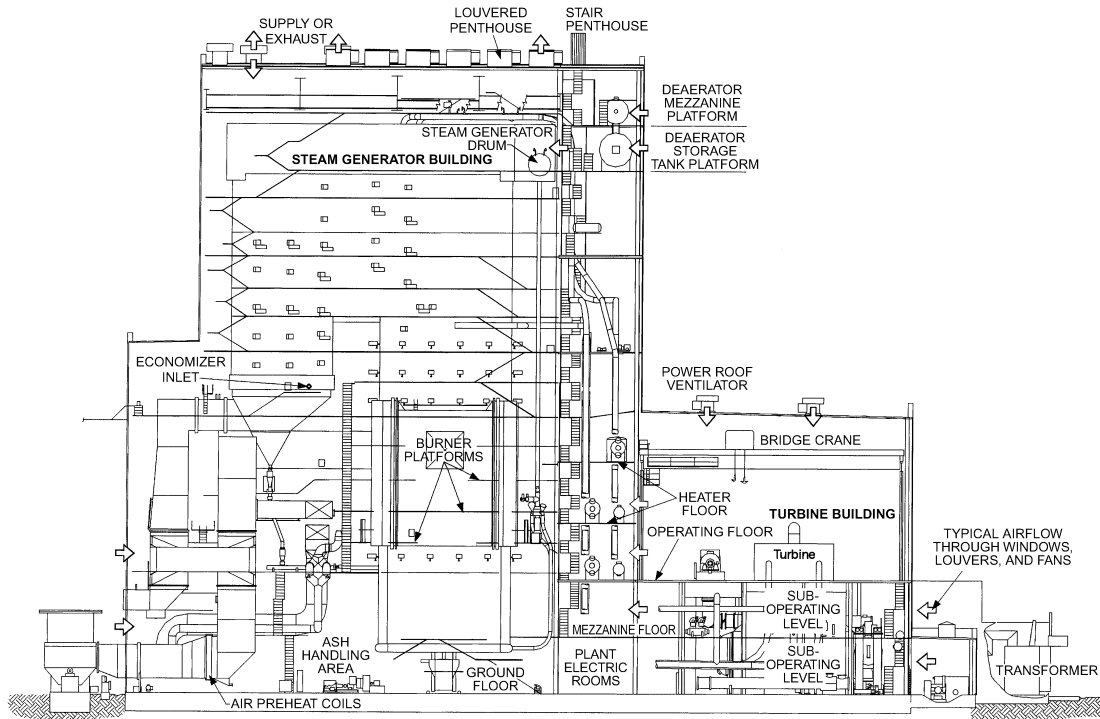 SUPPLY OR
EXHAUST
LOUVERED
PENTHOUSE
STAIR
PENTHOUSE
DEAERATOR
MEZZANINE
PLATFORM
DEAERATOR
STORAGE
TANK PLATFORM
STEAM GENERATOR
DRUM
STEAM GENERATOR BUILDING
ECONOMIZER
INLET
POWER ROOF
VENTILATOR
BRIDGE CRANE
BURNER
PLATFORMS
HEATER
FLOOR
TURBINE BUILDING
OPERATING FLOOR
TYPICAL AIRFLOW
THROUGH WINDOWS,
LOUVERS, AND FANS
Turbine
SUB-
OPERATING
LEVEL
MEZZANINE FLOOR
SUB-
OPERATING
LEVEL
ASH
HANDLING
AREA
PLANT
ELECTRIC
ROOMS
GROUND
FLOOR
TRANSFORMER
AIR PREHEAT COILS